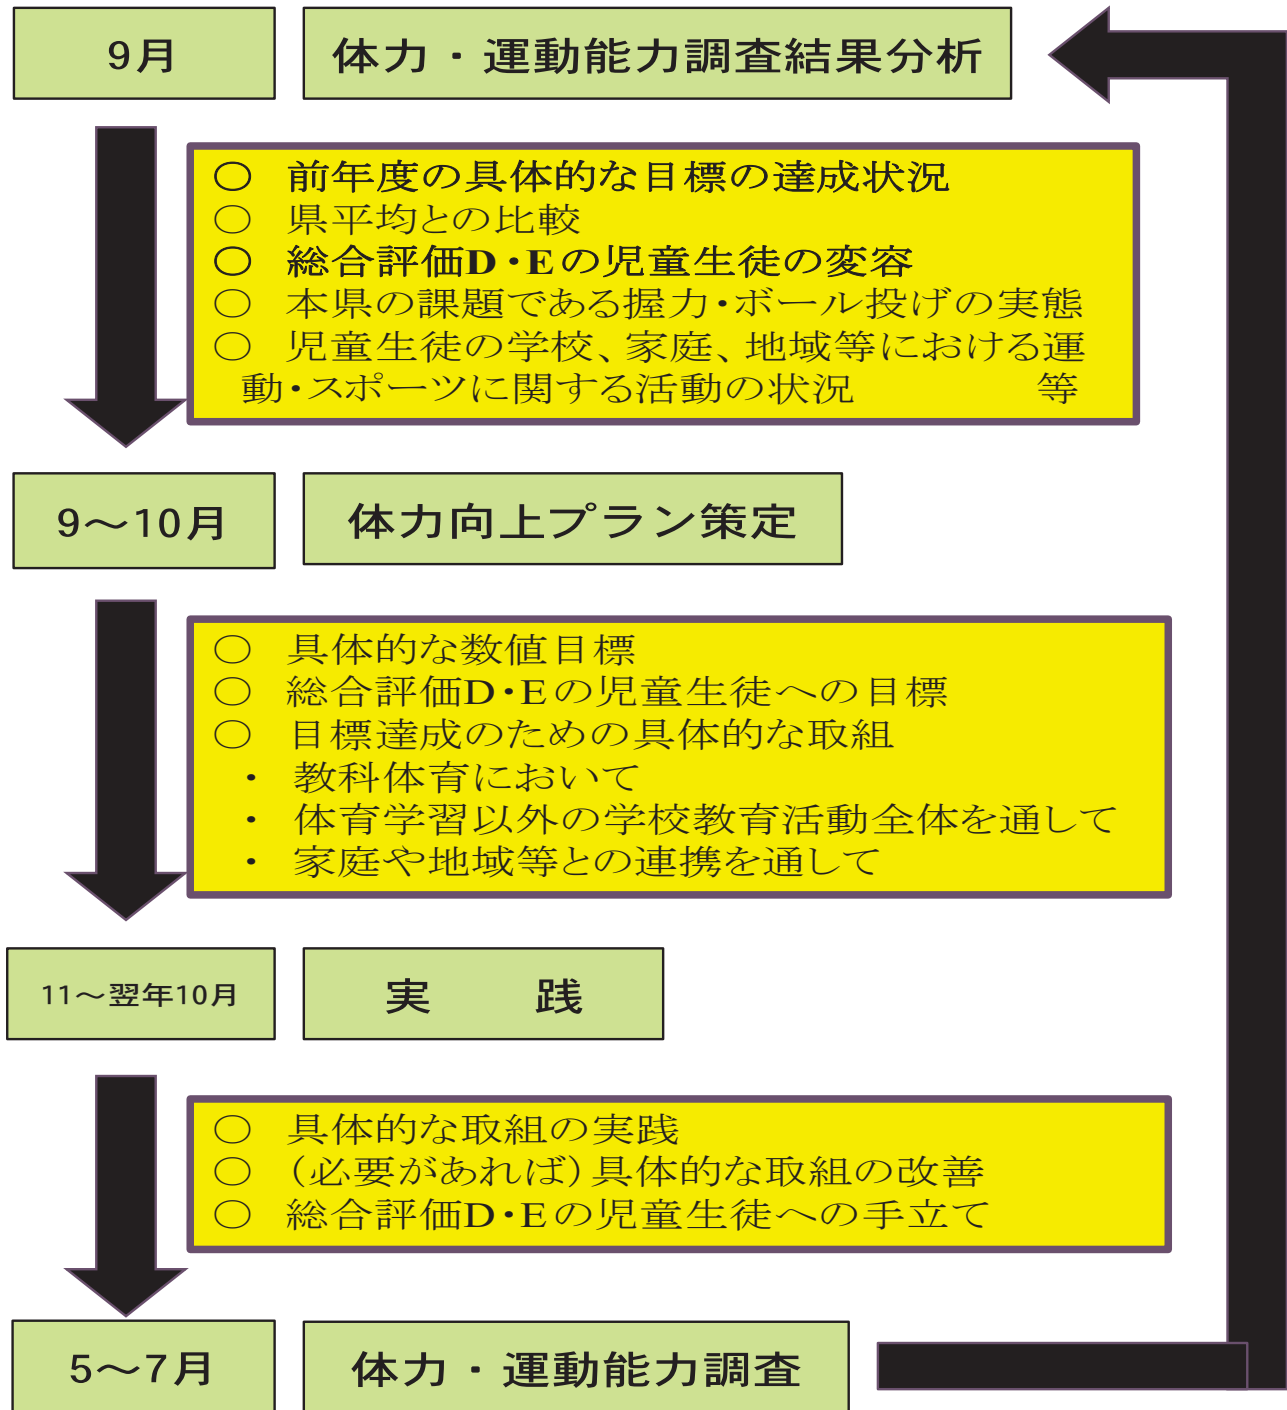 9月
体力・運動能力調査結果分析
○ 前年度の具体的な目標の達成状況
○ 県平均との比較
○ 総合評価D・Eの児童生徒の変容
○ 本県の課題である握力・ボール投げの実態
○ 児童生徒の学校、家庭、地域等における運
動・スポーツに関する活動の状況 等
9～10月
体力向上プラン策定
○ 具体的な数値目標
○ 総合評価D・Eの児童生徒への目標
○ 目標達成のための具体的な取組
・ 教科体育において
・ 体育学習以外の学校教育活動全体を通して
・ 家庭や地域等との連携を通して
11～翌年10月
実 践
○ 具体的な取組の実践
○ （必要があれば）具体的な取組の改善
○ 総合評価D・Eの児童生徒への手立て
5～7月
体力・運動能力調査